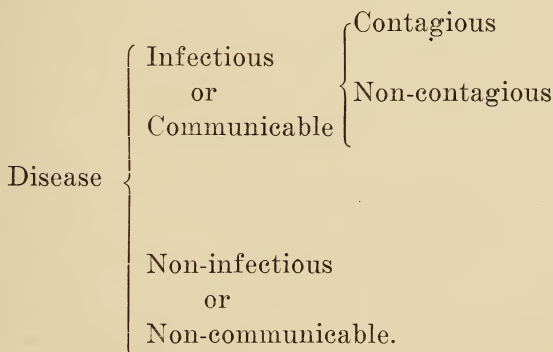 Contagious
Infectious
or
Non-contagious
Communicable
Disease
Non-infectious
or
Non-communicable.